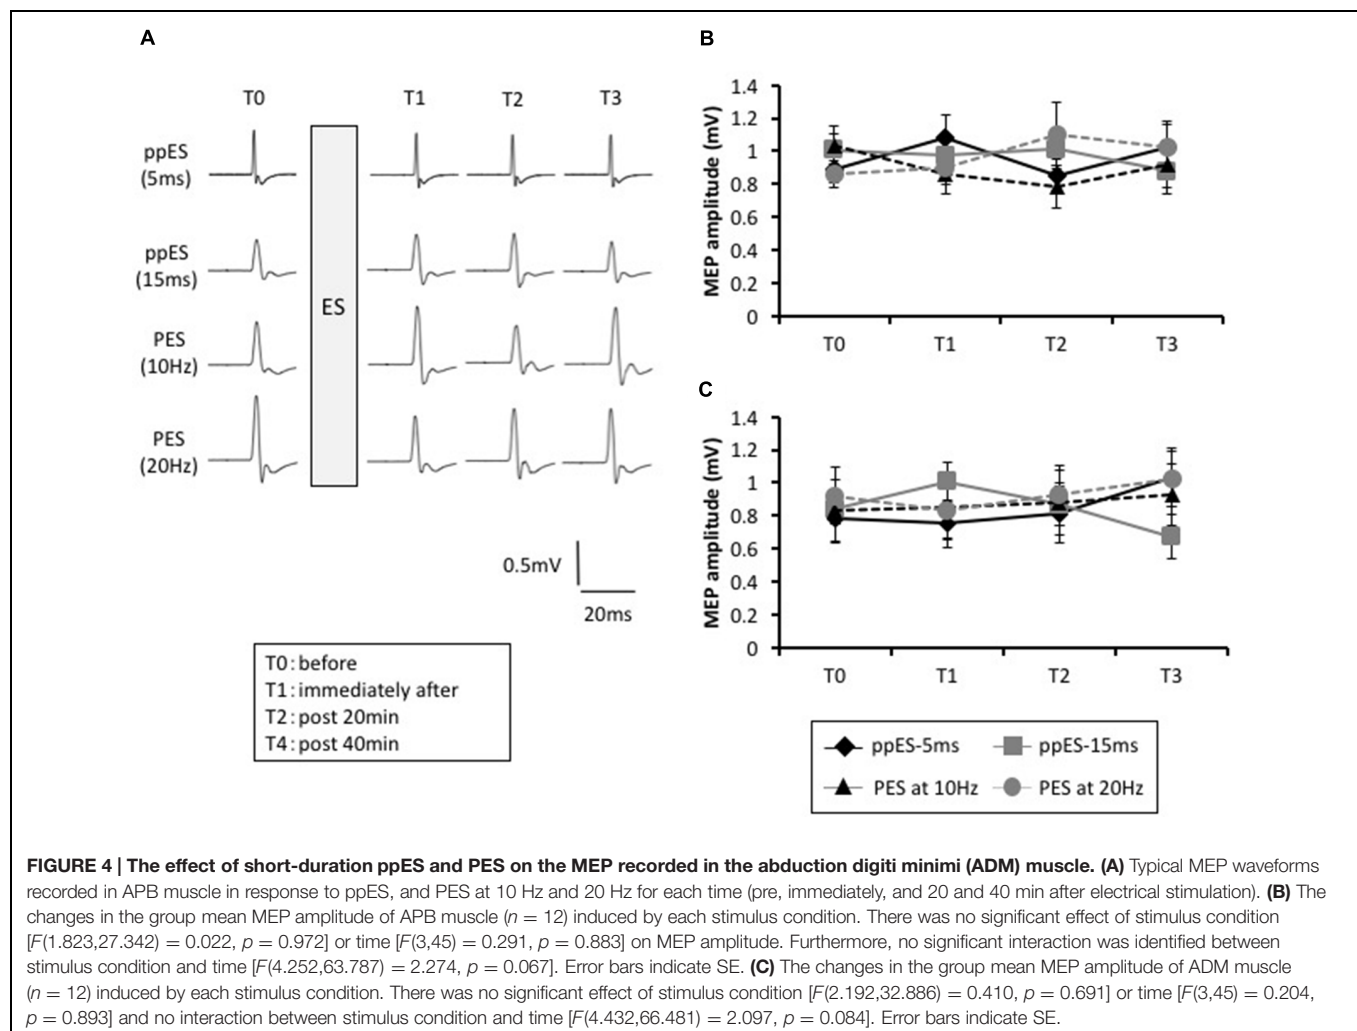 A
T0
T1
T2
T3
ppES
(5ms)
ppES
(15ms)
PES
(10Hz)
PES
(20Hz)
ES
0.5mV
20ms
T0: before
T1: immediately after
T2: post 20min
T4: post 40min
B
MEP amplitude (mV)
1.4
1.2
1
0.8
0.6
0.4
0.2
0
T0
T1
T2
T3
C
MEP amplitude (mV)
1.4
1.2
1
0.8
0.6
0.4
0.2
0
T0
T1
T2
T3
ppES-5ms
ppES-15ms
PES at 10Hz
PES at 20Hz
FIGURE 4 | The effect of short-duration ppES and PES on the MEP recorded in the abduction digiti minimi (ADM) muscle. (A) Typical MEP waveforms
recorded in APB muscle in response to ppES, and PES at 10 Hz and 20 Hz for each time (pre, immediately, and 20 and 40 min after electrical stimulation). (B) The
changes in the group mean MEP amplitude of APB muscle (n = 12) induced by each stimulus condition. There was no significant effect of stimulus condition
[F(1.823,27.342) = 0.022, p = 0.972] or time [F(3,45) = 0.291, p = 0.883] on MEP amplitude. Furthermore, no significant interaction was identified between
stimulus condition and time [F(4.252,63.787) = 2.274, p = 0.067]. Error bars indicate SE. (C) The changes in the group mean MEP amplitude of ADM muscle
(n = 12) induced by each stimulus condition. There was no significant effect of stimulus condition [F(2.192,32.886) = 0.410, p = 0.691] or time [F(3,45) = 0.204,
p = 0.893] and no interaction between stimulus condition and time [F(4.432,66.481) = 2.097, p = 0.084]. Error bars indicate SE.